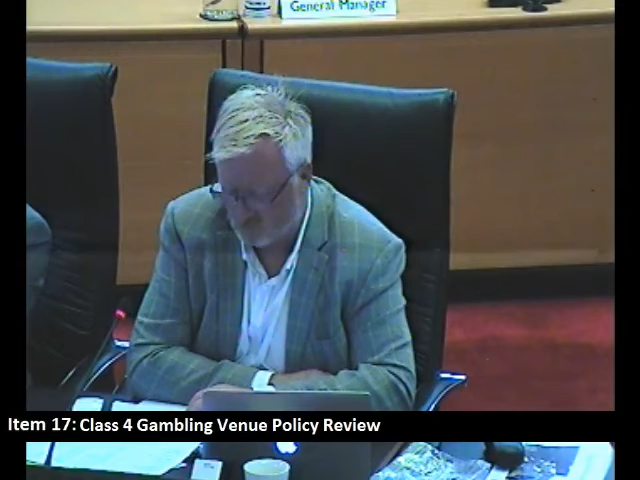 General Manager
Item 17: Class 4 Gambling Venue Policy Review